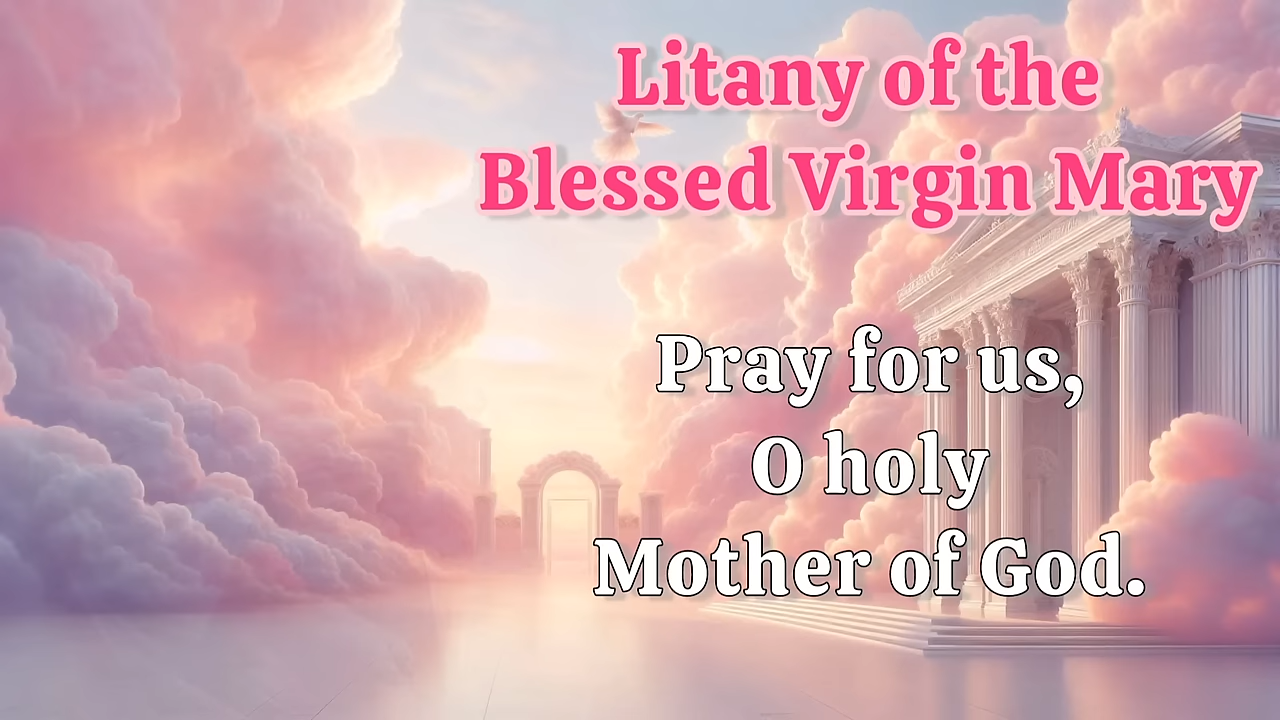 Litany of the
Blessed Virgin Mary
Pray for us,
O holy
Mother of God.